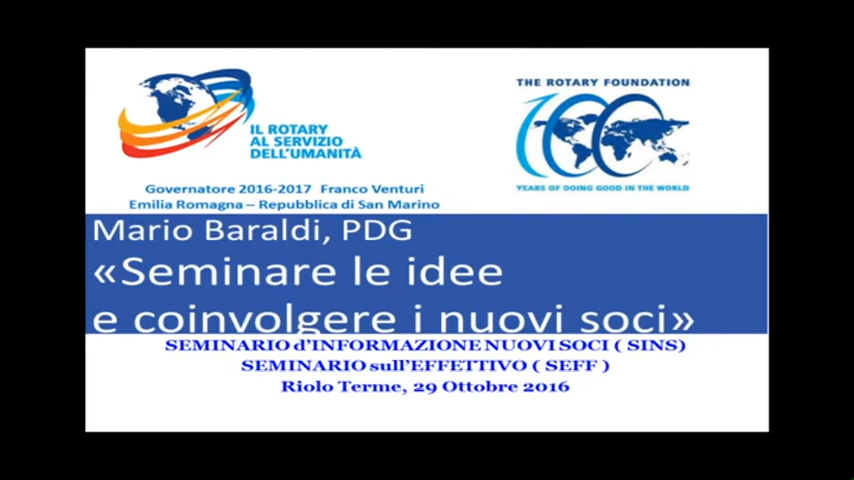 IL ROTARY
AL SERVIZIO
DELL'UMANITÀ
THE ROTARY FOUNDATION
100
YEARS OF DOING GOOD IN THE WORLD
Governatore 2016-2017 Franco Venturi
Emilia Romagna – Repubblica di San Marino
Mario Baraldi, PDG
«Seminare le idee
e coinvolgere i nuovi soci»
SEMINARIO d'INFORMAZIONE NUOVI SOCI ( SINS)
SEMINARIO sull'EFFETTIVO ( SEFF )
Riolo Terme, 29 Ottobre 2016